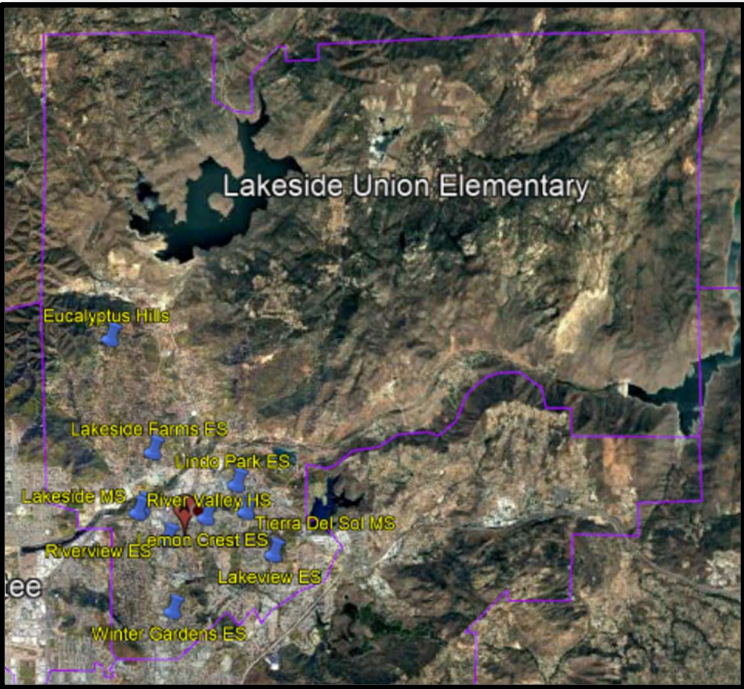 Lakeside Union Elementary
Eucalyptus Hills
Lakeside Farms ES
Lindo Park ES
Lakeside MS
River Valley HS
Tierra Del Sol MS
Lemon Crest ES
Riverview ES
Lakeview ES
tee
Winter Gardens ES